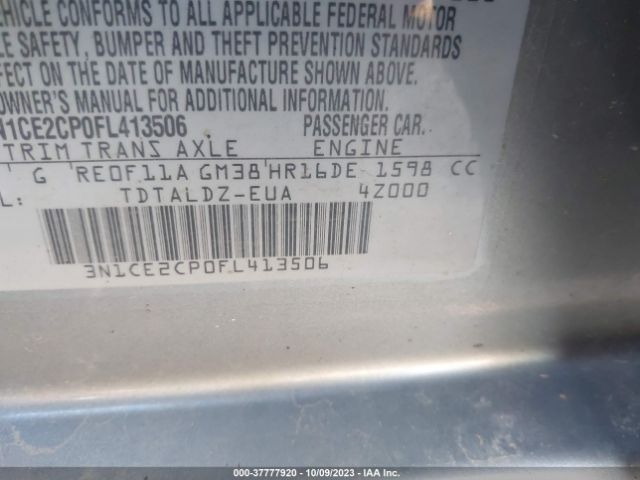 VEHICLE CONFORMS TO ALL APPLICABLE FEDERAL MOTOR
LE SAFETY, BUMPER AND THEFT PREVENTION STANDARDS
FFECT ON THE DATE OF MANUFACTURE SHOWN ABOVE.
OWNER'S MANUAL FOR ADDITIONAL INFORMATION
N1CE2CP0FL413506 PASSENGER CAR.
TRIM TRANS AXLE ENGINE
G RE0F11A GM38 HR16DE 1598 CC
L: TDTALDZ-EUA 4Z000
3N1CE2CP0FL413506
000-37777920 - 10/09/2023 - IAA Inc.